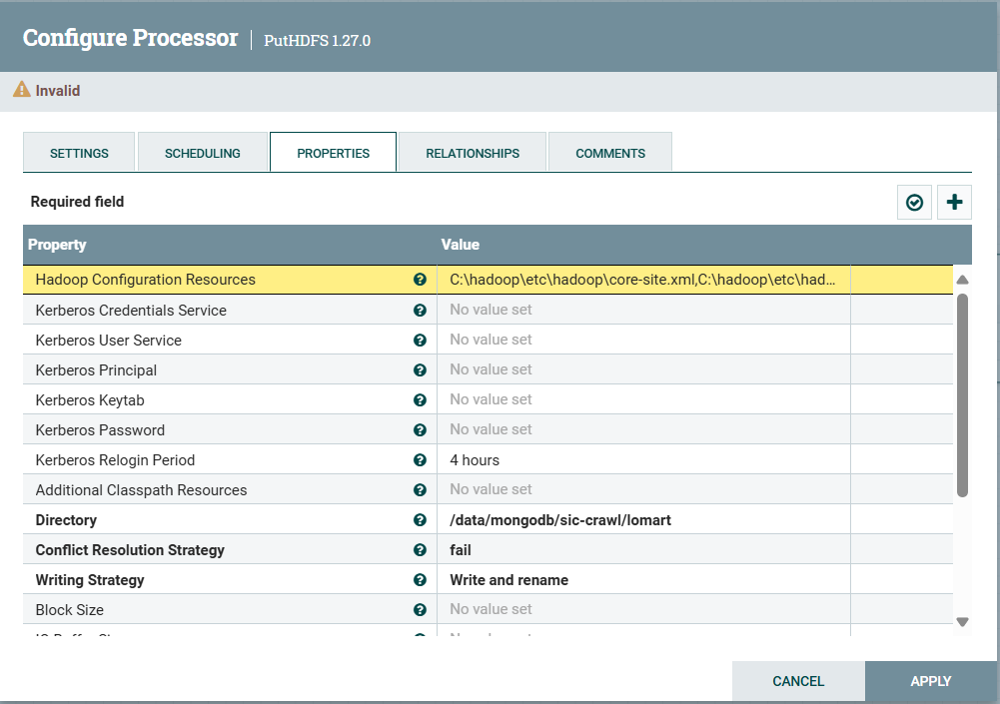 Configure Processor | PutHDFS 1.27.0
Invalid
SETTINGS SCHEDULING PROPERTIES RELATIONSHIPS COMMENTS
Required field
Property Value
Hadoop Configuration Resources C:\hadoop\etc\hadoop\core-site.xml,C:\hadoop\etc\had...
Kerberos Credentials Service No value set
Kerberos User Service No value set
Kerberos Principal No value set
Kerberos Keytab No value set
Kerberos Password No value set
Kerberos Relogin Period 4 hours
Additional Classpath Resources No value set
Directory /data/mongodb/sic-crawl/lomart
Conflict Resolution Strategy fail
Writing Strategy Write and rename
Block Size No value set
CANCEL APPLY